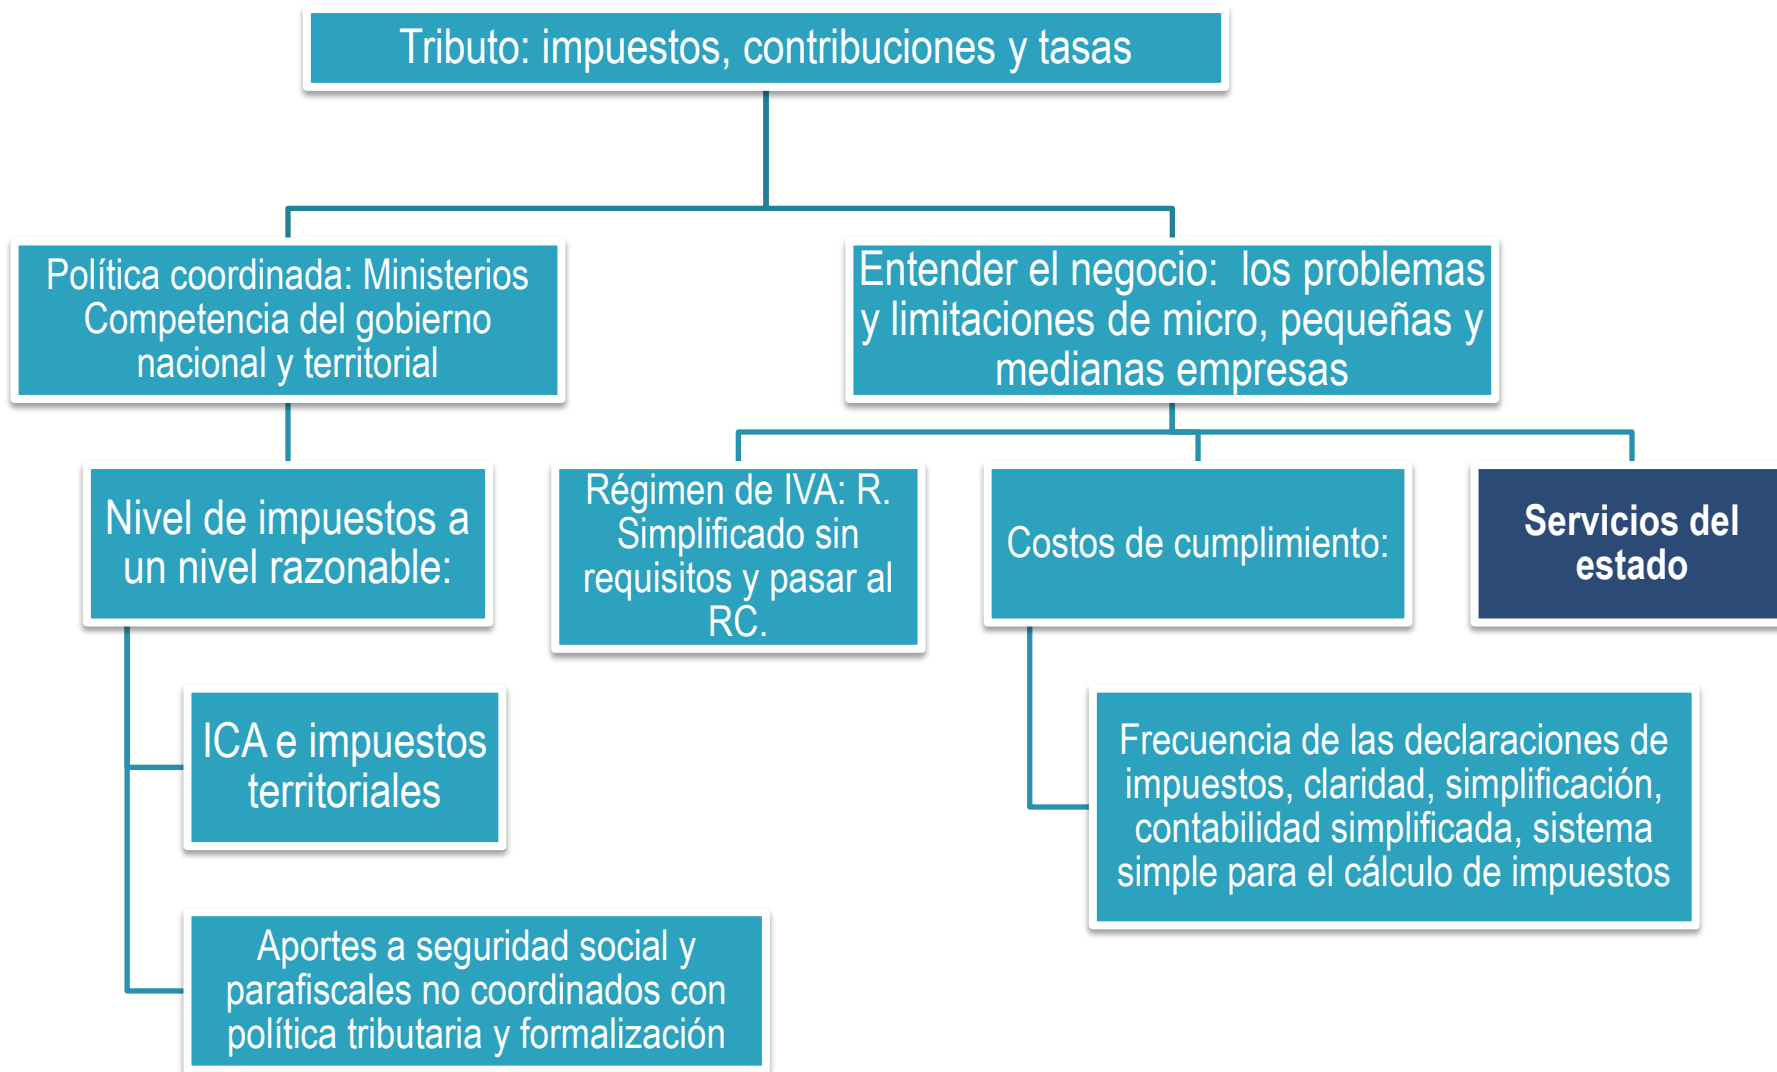 Tributo: impuestos, contribuciones y tasas
Política coordinada: Ministerios
Competencia del gobierno
nacional y territorial
Entender el negocio: los problemas
y limitaciones de micro, pequeñas y
medianas empresas
Nivel de impuestos a
un nivel razonable:
Régimen de IVA: R.
Simplificado sin
requisitos y pasar al
RC.
Costos de cumplimiento:
Servicios del
estado
ICA e impuestos
territoriales
Frecuencia de las declaraciones de
impuestos, claridad, simplificación,
contabilidad simplificada, sistema
simple para el cálculo de impuestos
Aportes a seguridad social y
parafiscales no coordinados con
política tributaria y formalización